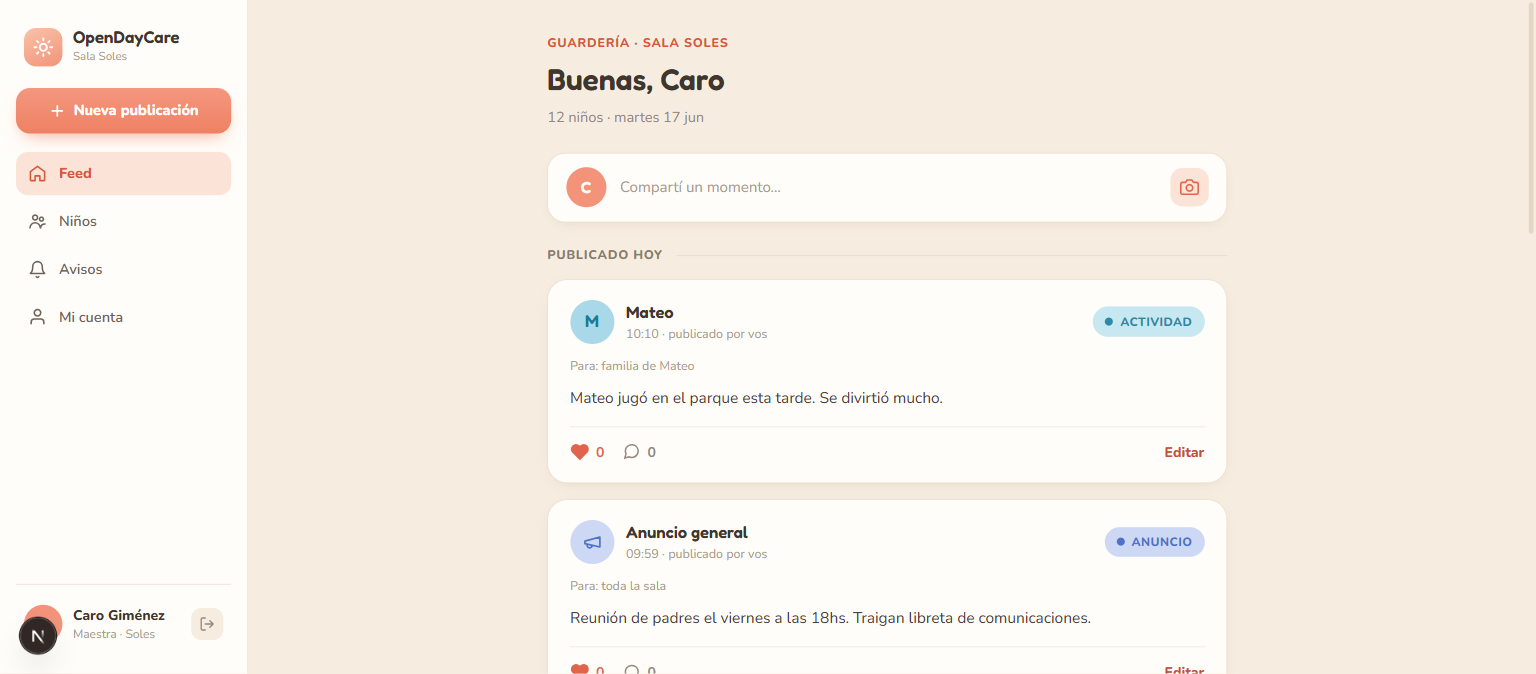 OpenDayCare
Sala Soles
Nueva publicación
Feed
Niños
Avisos
Mi cuenta
Caro Giménez
Maestra · Soles
N
GUARDERÍA · SALA SOLES
Buenas, Caro
12 niños · martes 17 jun
C
Compartí un momento...
PUBLICADO HOY
M
Mateo
10:10 · publicado por vos
ACTIVIDAD
Para: familia de Mateo
Mateo jugó en el parque esta tarde. Se divirtió mucho.
0 0 Editar
Anuncio general
09:59 · publicado por vos
ANUNCIO
Para: toda la sala
Reunión de padres el viernes a las 18hs. Traigan libreta de comunicaciones.
0 0 Editar